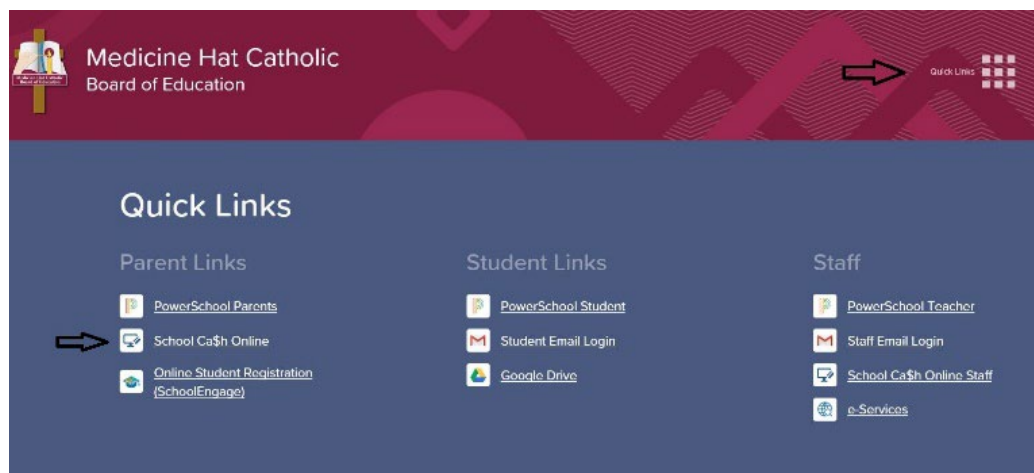 Medicine Hat Catholic
Board of Education
Quick Links
Quick Links
Parent Links
PowerSchool Parents
School Ca$h Online
Online Student Registration
(SchoolEngage)
Student Links
PowerSchool Student
Student Email Login
Google Drive
Staff
PowerSchool Teacher
Staff Email Login
School Ca$h Online Staff
e-Services